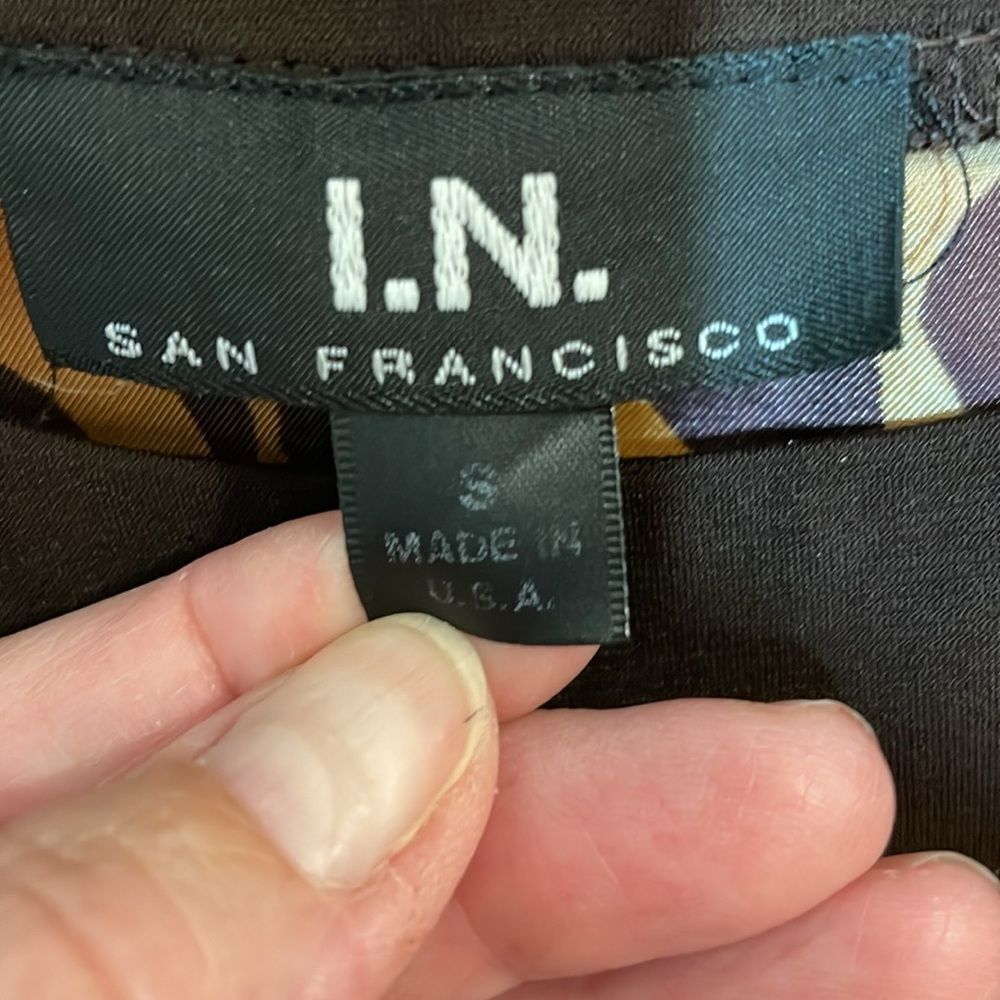 I.N.
SAN FRANCISCO
S
MADE IN
U.S.A.